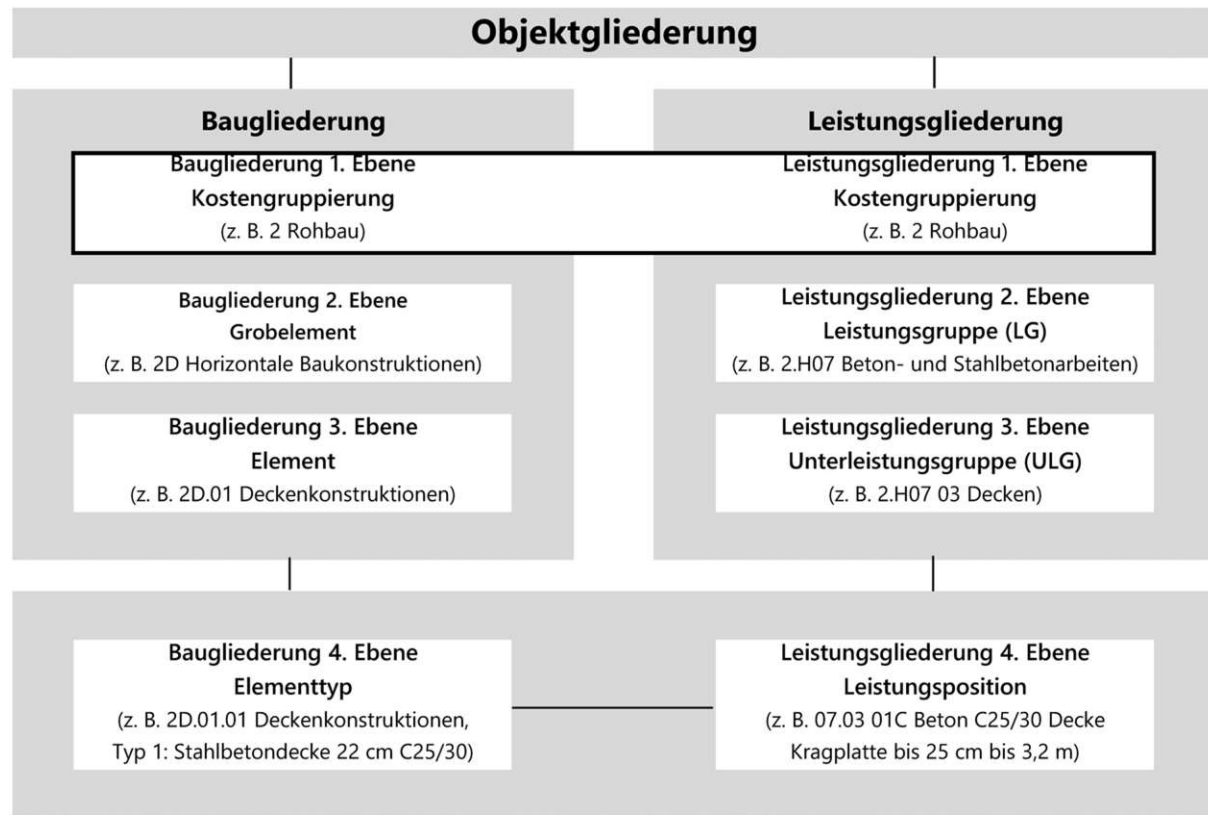 Objektgliederung
Baugliederung
Baugliederung 1. Ebene
Kostengruppierung
(z. B. 2 Rohbau)
Baugliederung 2. Ebene
Grobelement
(z. B. 2D Horizontale Baukonstruktionen)
Baugliederung 3. Ebene
Element
(z. B. 2D.01 Deckenkonstruktionen)
Leistungsgliederung
Leistungsgliederung 1. Ebene
Kostengruppierung
(z. B. 2 Rohbau)
Leistungsgliederung 2. Ebene
Leistungsgruppe (LG)
(z. B. 2.H07 Beton- und Stahlbetonarbeiten)
Leistungsgliederung 3. Ebene
Unterleistungsgruppe (ULG)
(z. B. 2.H07 03 Decken)
Baugliederung 4. Ebene
Elementtyp
(z. B. 2D.01.01 Deckenkonstruktionen,
Typ 1: Stahlbetondecke 22 cm C25/30)
Leistungsgliederung 4. Ebene
Leistungsposition
(z. B. 07.03 01C Beton C25/30 Decke
Kragplatte bis 25 cm bis 3,2 m)